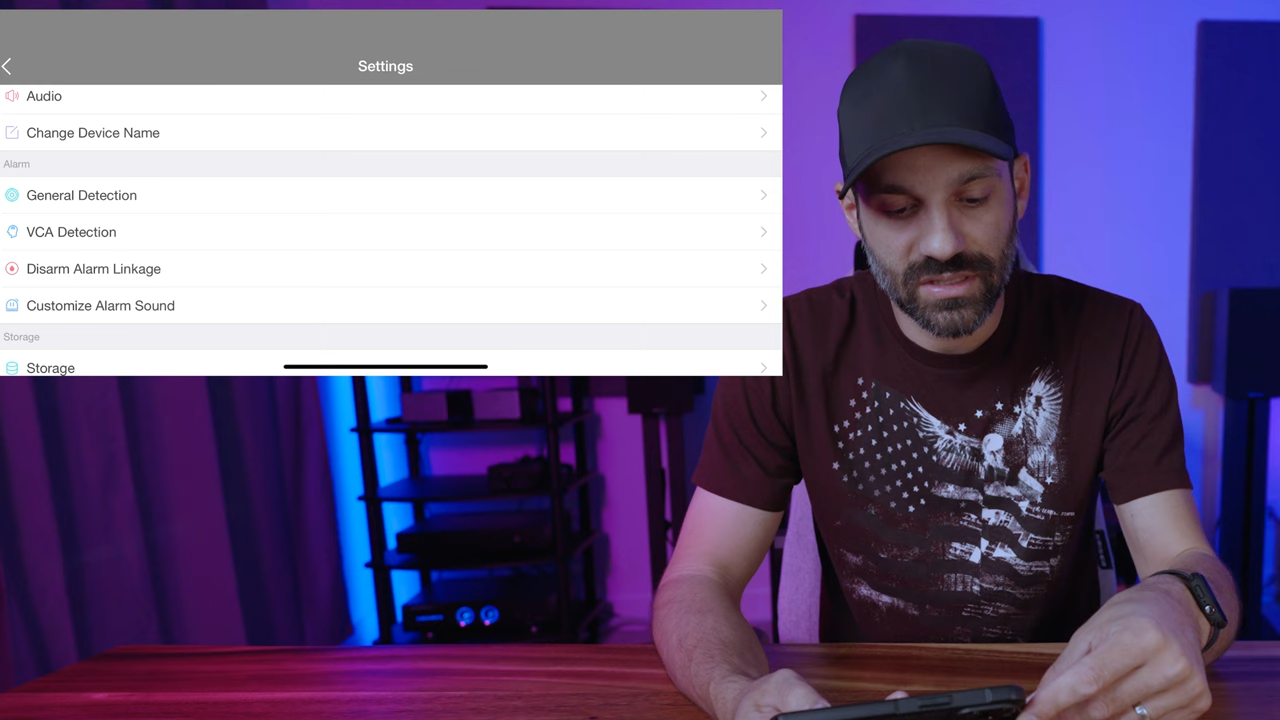 Settings
Audio
Change Device Name
Alarm
General Detection
VCA Detection
Disarm Alarm Linkage
Customize Alarm Sound
Storage
Storage